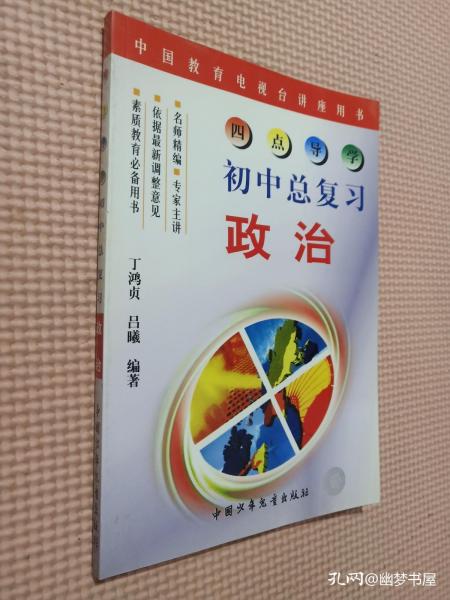 中国教育电视台讲座用书
四点导学
初中总复习
政治
■名师精编■专家主讲
■依据最新调整意见
■素质教育必备用书
丁鸿贞 吕曦 编著
中国少年儿童出版社
政治
孔网@幽梦书屋